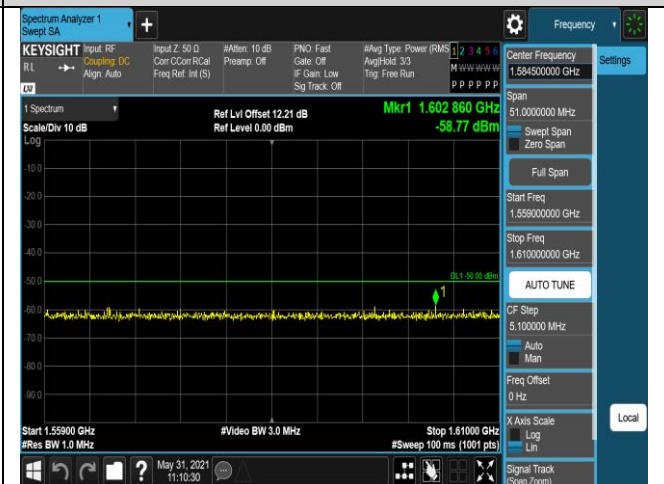 Spectrum Analyzer 1
Swept SA
+
Frequency
KEYSIGHT
RL
LXI
Input: RF
Coupling: DC
Align: Auto
Input Z: 50 Ω
Corr CCorr RCal
Freq Ref: Int (S)
#Atten: 10 dB
Preamp: Off
PNO: Fast
Gate: Off
IF Gain: Low
Sig Track: Off
#Avg Type: Power (RMS
Avg|Hold: 3/3
Trig: Free Run
1 2 3 4 5 6
M W W W W W
P P P P P P
1 Spectrum
Scale/Div 10 dB
Log
Ref Lvl Offset 12.21 dB
Ref Level 0.00 dBm
Mkr1 1.602 860 GHz
-58.77 dBm
-10.0
-20.0
-30.0
-40.0
-50.0
-60.0
-70.0
-80.0
-90.0
DL1 -50.00 dBm
1
Start 1.55900 GHz
#Res BW 1.0 MHz
#Video BW 3.0 MHz
Stop 1.61000 GHz
#Sweep 100 ms (1001 pts)
?
May 31, 2021
11:10:30
Center Frequency
1.584500000 GHz
Settings
Span
51.0000000 MHz
Swept Span
Zero Span
Full Span
Start Freq
1.559000000 GHz
Stop Freq
1.610000000 GHz
AUTO TUNE
CF Step
5.100000 MHz
Auto
Man
Freq Offset
0 Hz
X Axis Scale
Log
Lin
Local
Signal Track
(Span Zoom)